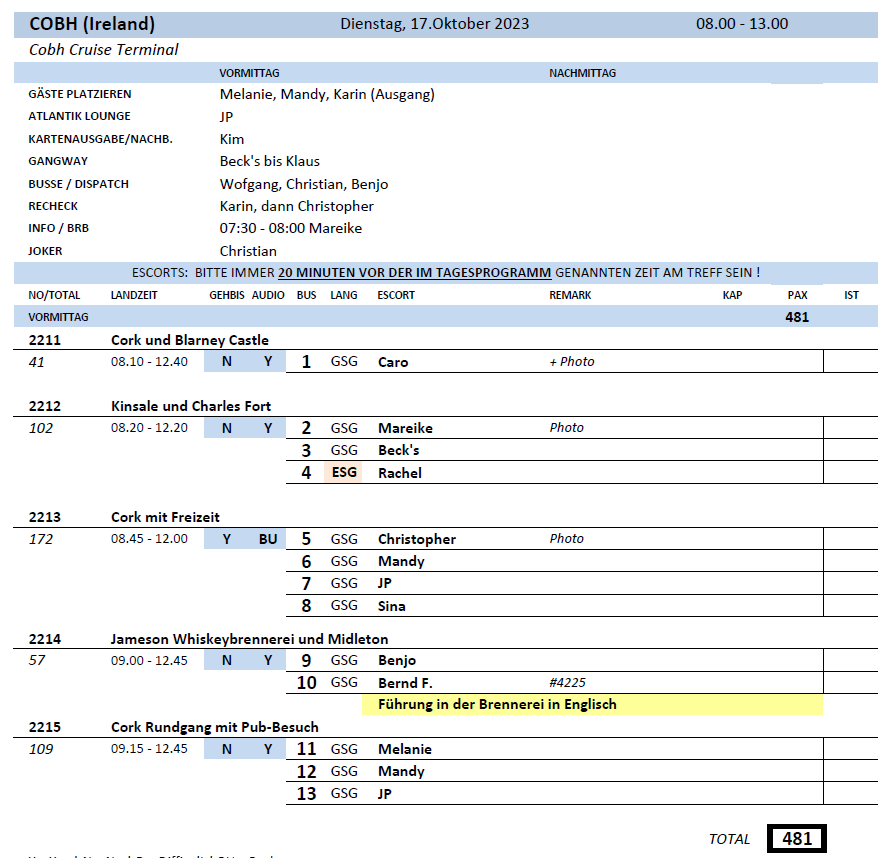 COBH (Ireland) Dienstag, 17.Oktober 2023 08.00 - 13.00
Cobh Cruise Terminal
VORMITTAG NACHMITTAG
GÄSTE PLATZIEREN Melanie, Mandy, Karin (Ausgang)
ATLANTIK LOUNGE JP
KARTENAUSGABE/NACHB. Kim
GANGWAY Beck's bis Klaus
BUSSE / DISPATCH Wofgang, Christian, Benjo
RECHECK Karin, dann Christopher
INFO / BRB 07:30 - 08:00 Mareike
JOKER Christian
ESCORTS: BITTE IMMER 20 MINUTEN VOR DER IM TAGESPROGRAMM GENANNTEN ZEIT AM TREFF SEIN !
NO/TOTAL LANDZEIT GEHBIS AUDIO BUS LANG ESCORT REMARK KAP PAX IST
VORMITTAG 481
2211 Cork und Blarney Castle
41 08.10 - 12.40 N Y 1 GSG Caro + Photo
2212 Kinsale und Charles Fort
102 08.20 - 12.20 N Y 2 GSG Mareike Photo
3 GSG Beck's
4 ESG Rachel
2213 Cork mit Freizeit
172 08.45 - 12.00 Y BU 5 GSG Christopher Photo
6 GSG Mandy
7 GSG JP
8 GSG Sina
2214 Jameson Whiskeybrennerei und Midleton
57 09.00 - 12.45 N Y 9 GSG Benjo
10 GSG Bernd F. #4225
Führung in der Brennerei in Englisch
2215 Cork Rundgang mit Pub-Besuch
109 09.15 - 12.45 N Y 11 GSG Melanie
12 GSG Mandy
13 GSG JP
TOTAL 481